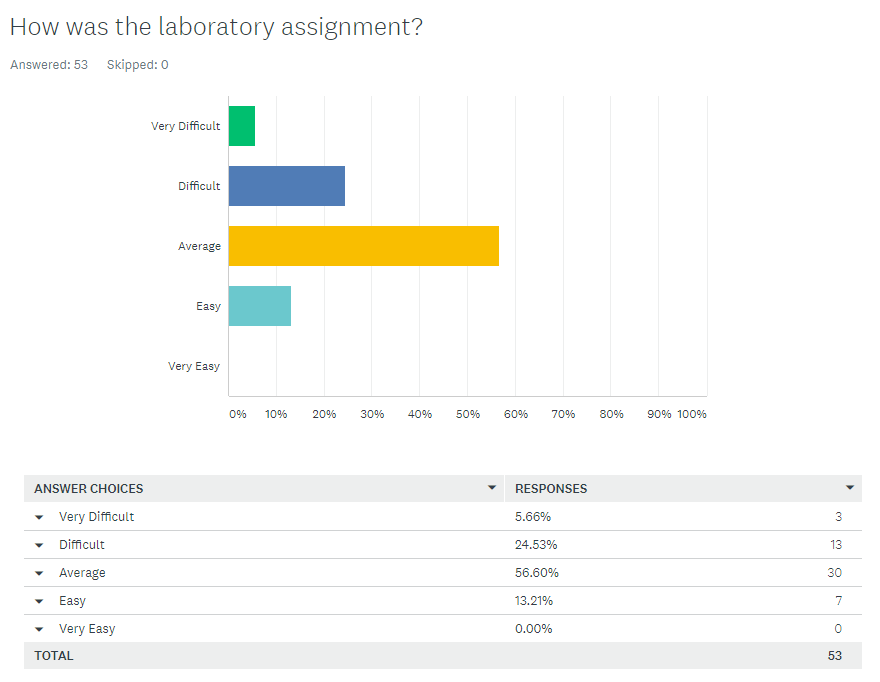 How was the laboratory assignment?
Answered: 53 Skipped: 0
Very Difficult
Difficult
Average
Easy
Very Easy
0% 10% 20% 30% 40% 50% 60% 70% 80% 90% 100%
ANSWER CHOICES RESPONSES
Very Difficult 5.66% 3
Difficult 24.53% 13
Average 56.60% 30
Easy 13.21% 7
Very Easy 0.00% 0
TOTAL 53